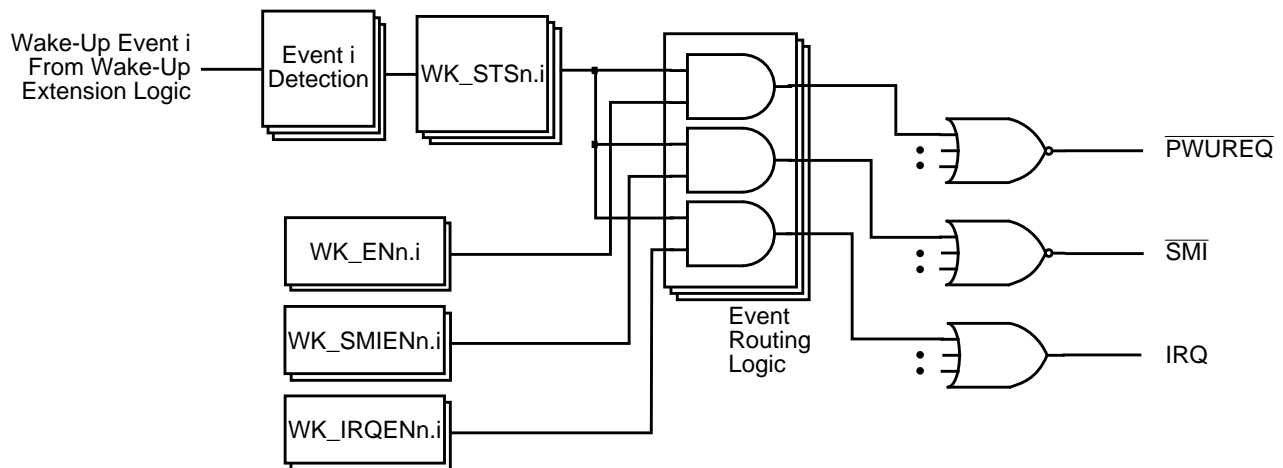 Wake-Up Event i
From Wake-Up
Extension Logic
Event i
Detection
WK_STSn.i
WK_ENn.i
WK_SMIENn.i
WK_IRQENn.i
Event
Routing
Logic
PWUREQ
SMI
IRQ